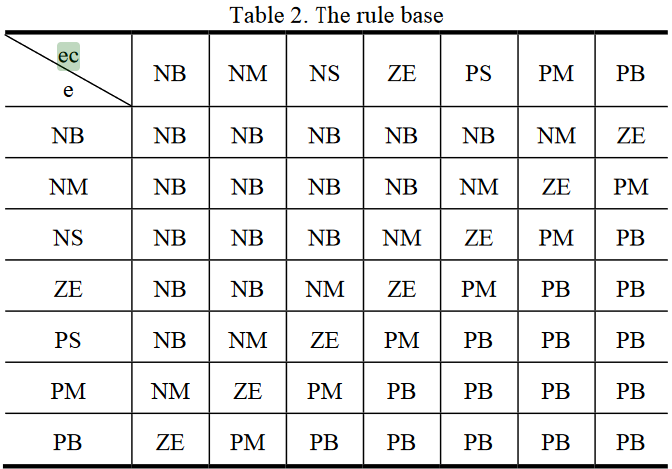 Table 2. The rule base
ec
e NB NM NS ZE PS PM PB
NB NB NB NB NB NB NM ZE
NM NB NB NB NB NM ZE PM
NS NB NB NB NM ZE PM PB
ZE NB NB NM ZE PM PB PB
PS NB NM ZE PM PB PB PB
PM NM ZE PM PB PB PB PB
PB ZE PM PB PB PB PB PB